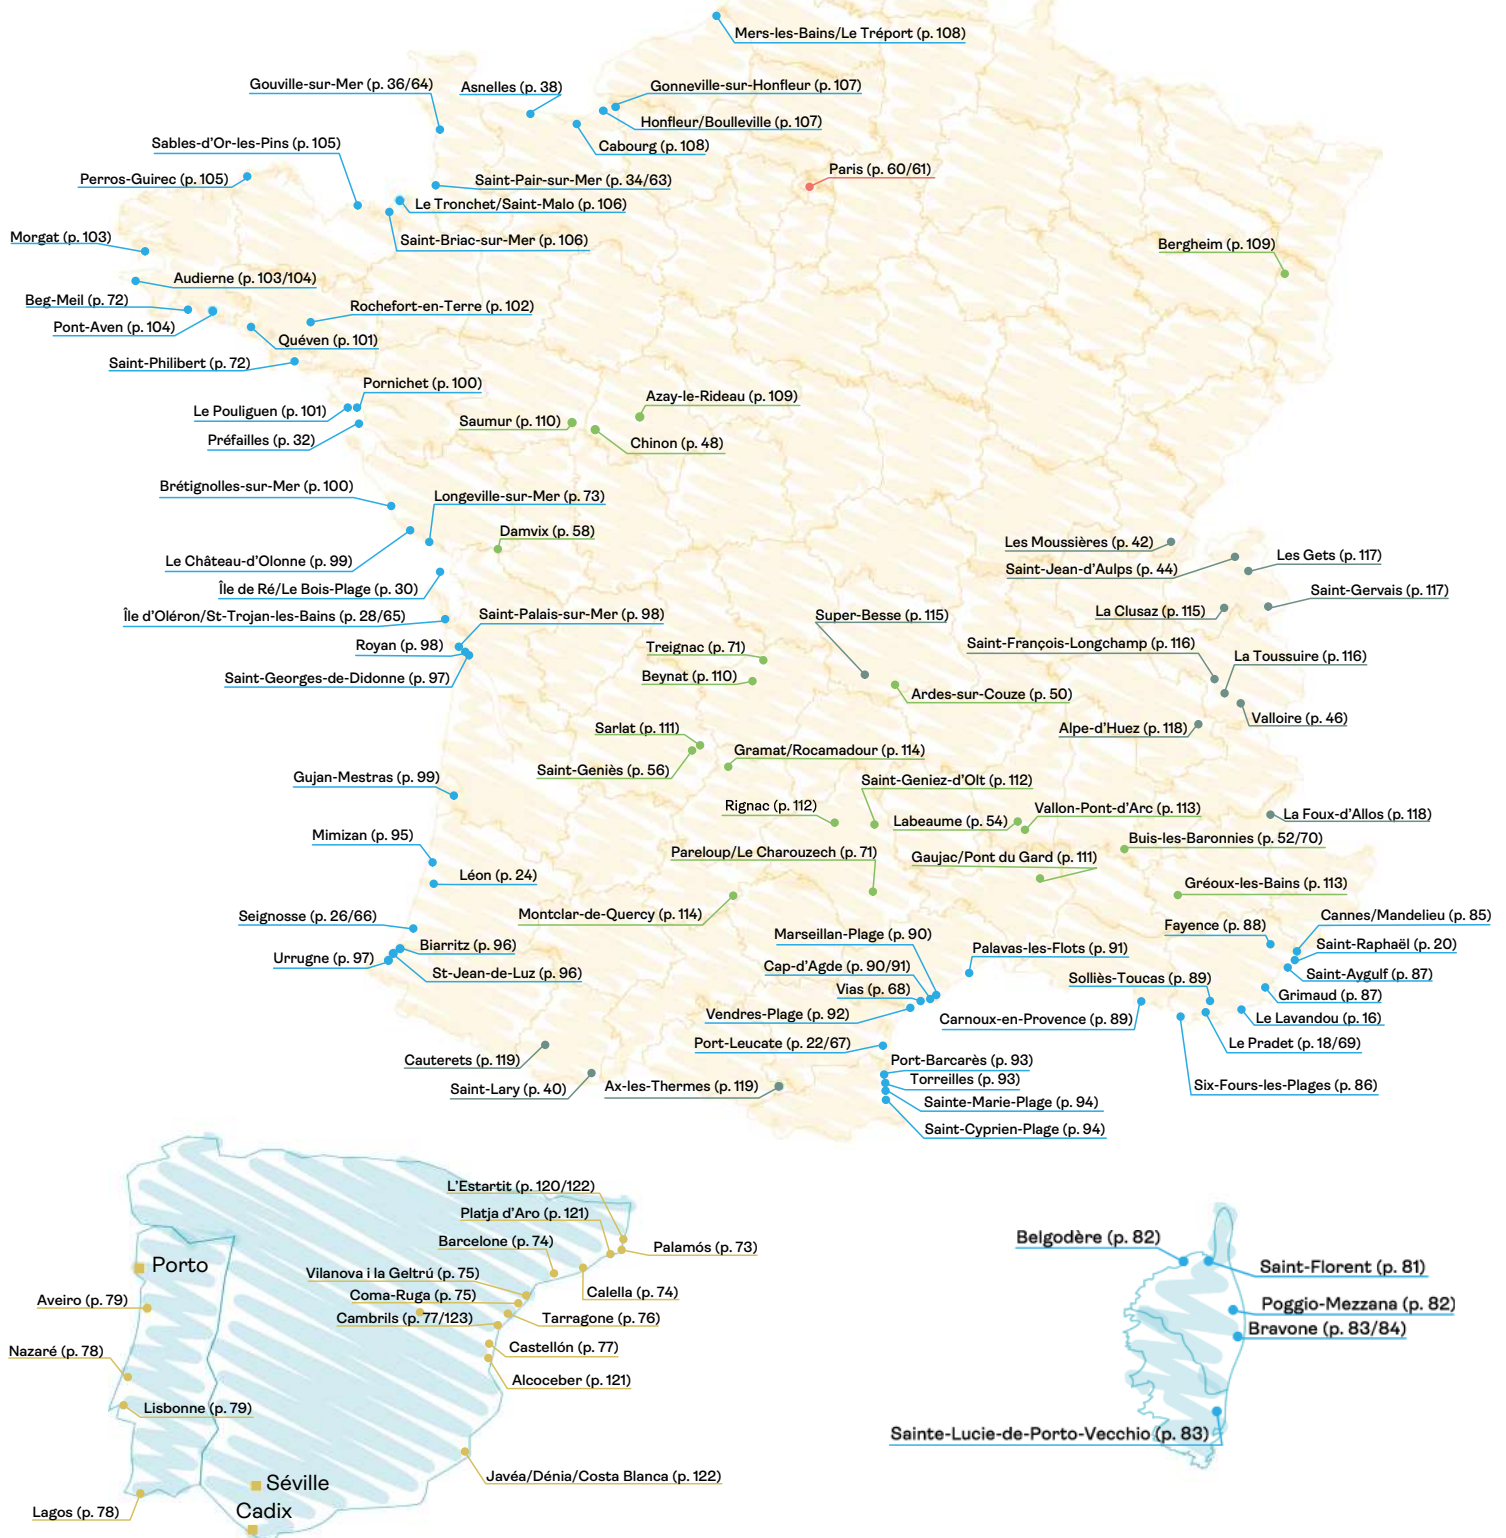 Mers-les-Bains/Le Tréport (p. 108)
Gouville-sur-Mer (p. 36/64)
Asnelles (p. 38)
Gonneville-sur-Honfleur (p. 107)
Honfleur/Boulleville (p. 107)
Cabourg (p. 108)
Sables-d'Or-les-Pins (p. 105)
Perros-Guirec (p. 105)
Saint-Pair-sur-Mer (p. 34/63)
Paris (p. 60/61)
Le Tronchet/Saint-Malo (p. 106)
Saint-Briac-sur-Mer (p. 106)
Morgat (p. 103)
Bergheim (p. 109)
Audierne (p. 103/104)
Beg-Meil (p. 72)
Rochefort-en-Terre (p. 102)
Pont-Aven (p. 104)
Quéven (p. 101)
Saint-Philibert (p. 72)
Pornichet (p. 100)
Le Pouliguen (p. 101)
Azay-le-Rideau (p. 109)
Saumur (p. 110)
Préfailles (p. 32)
Chinon (p. 48)
Brétignolles-sur-Mer (p. 100)
Longeville-sur-Mer (p. 73)
Damvix (p. 58)
Le Château-d'Olonne (p. 99)
Les Moussières (p. 42)
Les Gets (p. 117)
Saint-Jean-d'Aulps (p. 44)
Île de Ré/Le Bois-Plage (p. 30)
Saint-Gervais (p. 117)
Île d'Oléron/St-Trojan-les-Bains (p. 28/65)
Saint-Palais-sur-Mer (p. 98)
Super-Besse (p. 115)
La Clusaz (p. 115)
Royan (p. 98)
Treignac (p. 71)
Saint-François-Longchamp (p. 116)
La Toussuire (p. 116)
Saint-Georges-de-Didonne (p. 97)
Beynat (p. 110)
Ardes-sur-Couze (p. 50)
Valloire (p. 46)
Alpe-d'Huez (p. 118)
Sarlat (p. 111)
Gramat/Rocamadour (p. 114)
Saint-Geniès (p. 56)
Gujan-Mestras (p. 99)
Saint-Geniez-d'Olt (p. 112)
Rignac (p. 112)
Vallon-Pont-d'Arc (p. 113)
Labeaume (p. 54)
La Foux-d'Allos (p. 118)
Mimizan (p. 95)
Buis-les-Baronnies (p. 52/70)
Pareloup/Le Charouzech (p. 71)
Gaujac/Pont du Gard (p. 111)
Léon (p. 24)
Gréoux-les-Bains (p. 113)
Seignosse (p. 26/66)
Montclar-de-Quercy (p. 114)
Cannes/Mandelieu (p. 85)
Fayence (p. 88)
Marseillan-Plage (p. 90)
Biarritz (p. 96)
Palavas-les-Flots (p. 91)
Saint-Raphaël (p. 20)
Urrugne (p. 97)
St-Jean-de-Luz (p. 96)
Cap-d'Agde (p. 90/91)
Saint-Aygulf (p. 87)
Solliès-Toucas (p. 89)
Vias (p. 68)
Grimaud (p. 87)
Vendres-Plage (p. 92)
Carnoux-en-Provence (p. 89)
Le Lavandou (p. 16)
Port-Leucate (p. 22/67)
Le Pradet (p. 18/69)
Cauterets (p. 119)
Port-Barcarès (p. 93)
Saint-Lary (p. 40)
Ax-les-Thermes (p. 119)
Torreilles (p. 93)
Six-Fours-les-Plages (p. 86)
Sainte-Marie-Plage (p. 94)
Saint-Cyprien-Plage (p. 94)
L'Estartit (p. 120/122)
Platja d'Aro (p. 121)
Barcelone (p. 74)
Palamós (p. 73)
Porto
Vilanova i la Geltrú (p. 75)
Calella (p. 74)
Coma-Ruga (p. 75)
Aveiro (p. 79)
Cambrils (p. 77/123)
Tarragone (p. 76)
Castellón (p. 77)
Nazaré (p. 78)
Alcoceber (p. 121)
Lisbonne (p. 79)
Javéa/Dénia/Costa Blanca (p. 122)
Séville
Cadix
Lagos (p. 78)
Belgodère (p. 82)
Saint-Florent (p. 81)
Poggio-Mezzana (p. 82)
Bravone (p. 83/84)
Sainte-Lucie-de-Porto-Vecchio (p. 83)